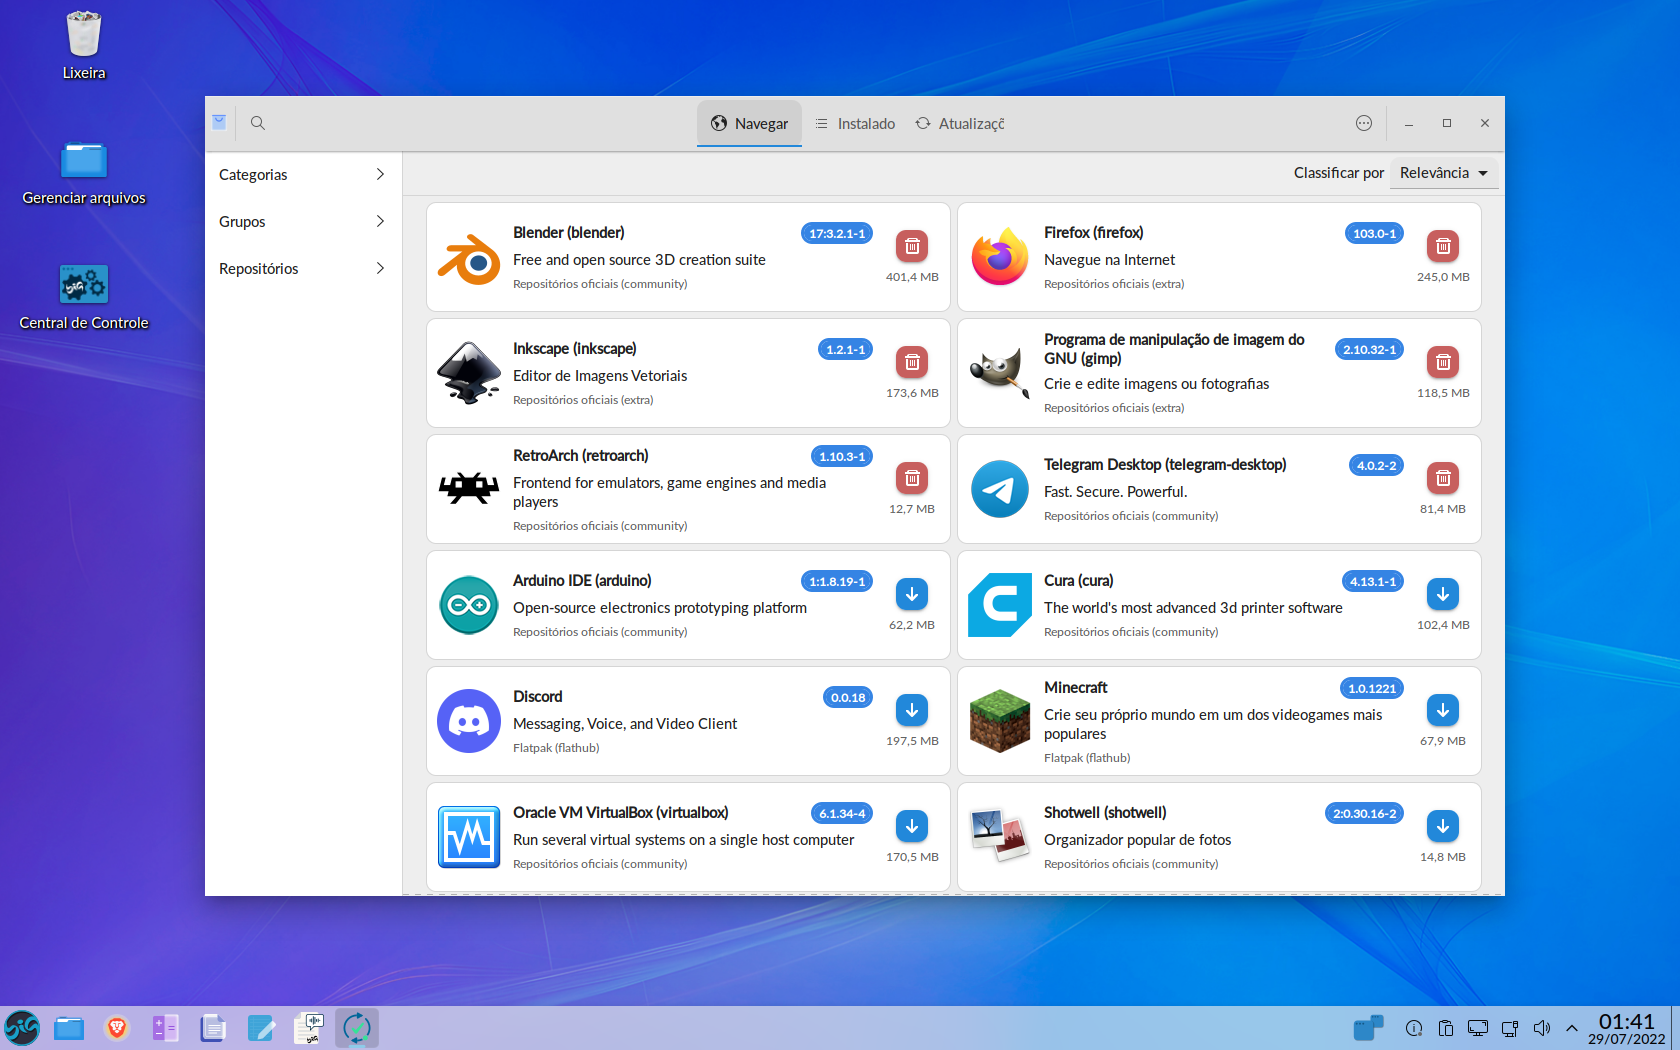 Lixeira
Gerenciar arquivos
Central de Controle
Navegar
Instalado
Atualizaçõ
Categorias
Grupos
Repositórios
Classificar por
Relevância
Blender (blender)
17:3.2.1-1
Free and open source 3D creation suite
Repositórios oficiais (community)
401,4 MB
Firefox (firefox)
103.0-1
Navegue na Internet
Repositórios oficiais (extra)
245,0 MB
Inkscape (inkscape)
1.2.1-1
Editor de Imagens Vetoriais
Repositórios oficiais (extra)
173,6 MB
Programa de manipulação de imagem do
GNU (gimp)
2.10.32-1
Crie e edite imagens ou fotografias
Repositórios oficiais (extra)
118,5 MB
RetroArch (retroarch)
1.10.3-1
Frontend for emulators, game engines and media
players
Repositórios oficiais (community)
12,7 MB
Telegram Desktop (telegram-desktop)
4.0.2-2
Fast. Secure. Powerful.
Repositórios oficiais (community)
81,4 MB
Arduino IDE (arduino)
1:1.8.19-1
Open-source electronics prototyping platform
Repositórios oficiais (community)
62,2 MB
Cura (cura)
4.13.1-1
The world's most advanced 3d printer software
Repositórios oficiais (community)
102,4 MB
Discord
0.0.18
Messaging, Voice, and Video Client
Flatpak (flathub)
197,5 MB
Minecraft
1.0.1221
Crie seu próprio mundo em um dos videogames mais
populares
Flatpak (flathub)
67,9 MB
Oracle VM VirtualBox (virtualbox)
6.1.34-4
Run several virtual systems on a single host computer
Repositórios oficiais (community)
170,5 MB
Shotwell (shotwell)
2:0.30.16-2
Organizador popular de fotos
Repositórios oficiais (community)
14,8 MB
01:41
29/07/2022